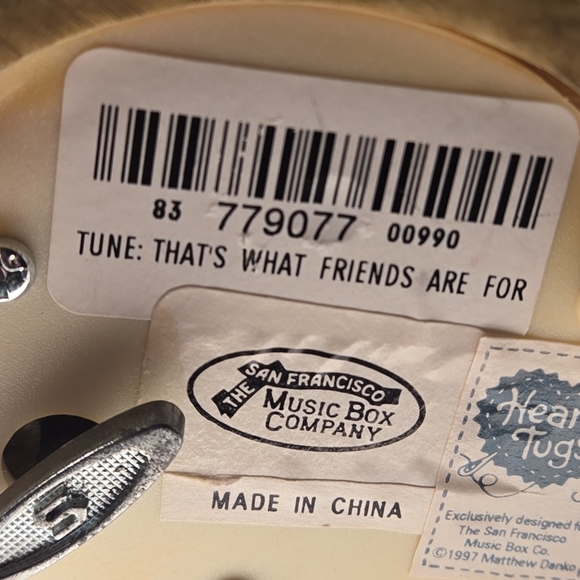 83 779077 00990
TUNE: THAT'S WHAT FRIENDS ARE FOR
THE SAN FRANCISCO
MUSIC BOX
COMPANY
MADE IN CHINA
S
Tugs
Exclusively designed
The San Francisco
Music Box Co.
©1997 Matthew